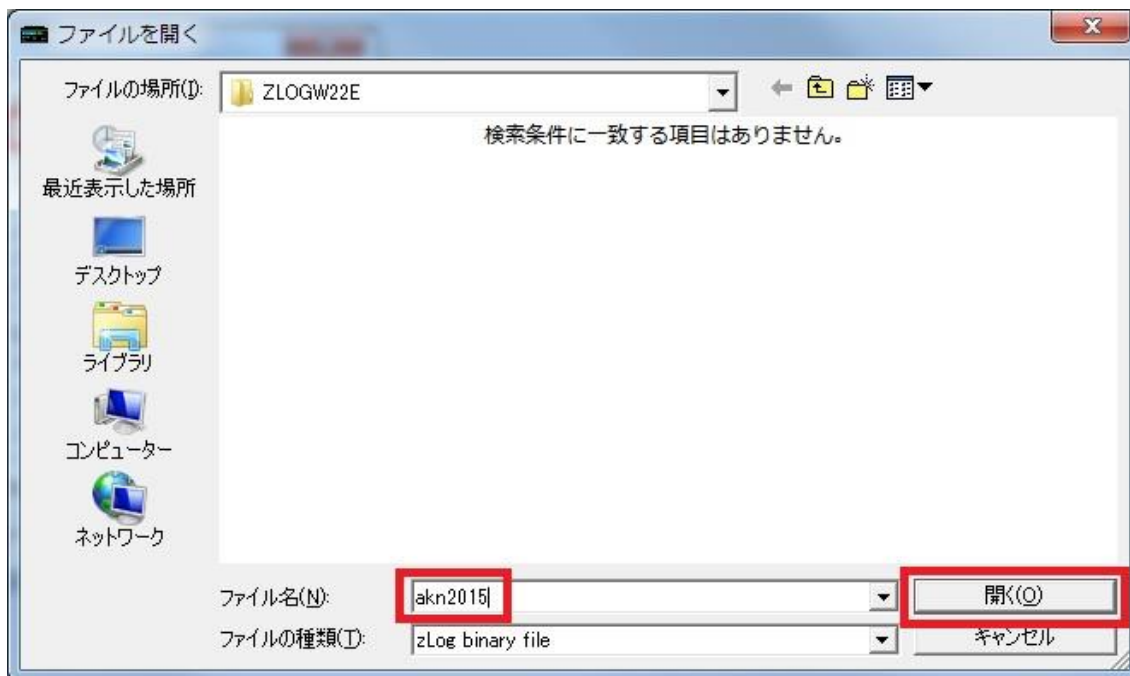 ファイルを開く
ファイルの場所(I):
ZLOGW22E
検索条件に一致する項目はありません。
最近表示した場所
デスクトップ
ライブラリ
コンピューター
ネットワーク
ファイル名(N):
akn2015
開く(O)
ファイルの種類(T):
zLog binary file
キャンセル